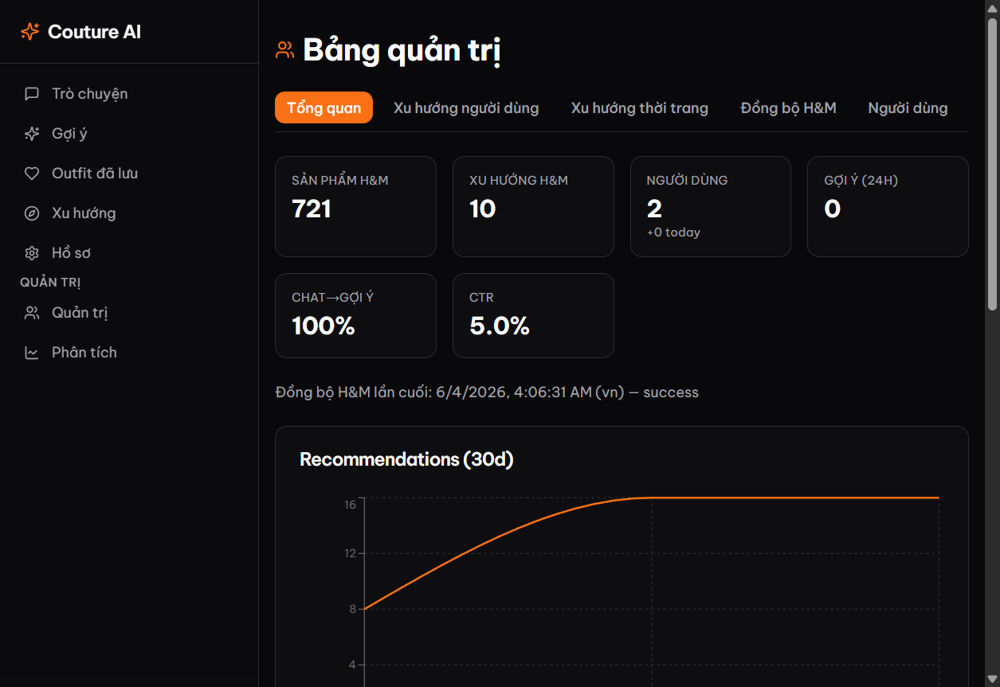 Couture AI
Trò chuyện
Gợi ý
Outfit đã lưu
Xu hướng
Hồ sơ
QUẢN TRỊ
Quản trị
Phân tích
Bảng quản trị
Tổng quan
Xu hướng người dùng
Xu hướng thời trang
Đồng bộ H&M
Người dùng
SẢN PHẨM H&M
721
XU HƯỚNG H&M
10
NGƯỜI DÙNG
2
+0 today
GỢI Ý (24H)
0
CHAT→GỢI Ý
100%
CTR
5.0%
Đồng bộ H&M lần cuối: 6/4/2026, 4:06:31 AM (vn) — success
Recommendations (30d)
16
12
8
4